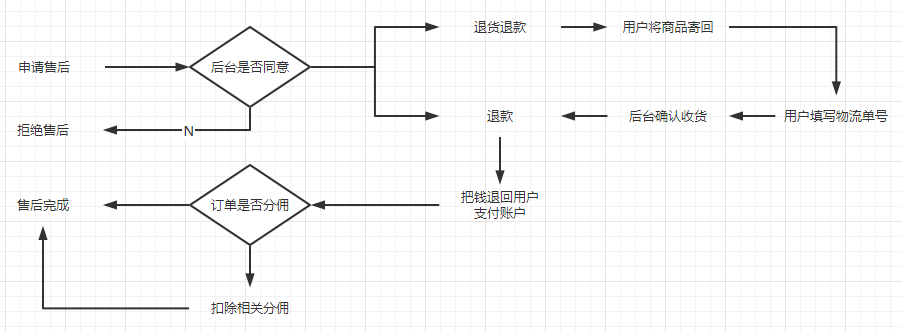 退货退款
用户将商品寄回
申请售后
后台是否同意
退款
后台确认收货
用户填写物流单号
拒绝售后
N
把钱退回用户
支付账户
售后完成
订单是否分佣
扣除相关分佣